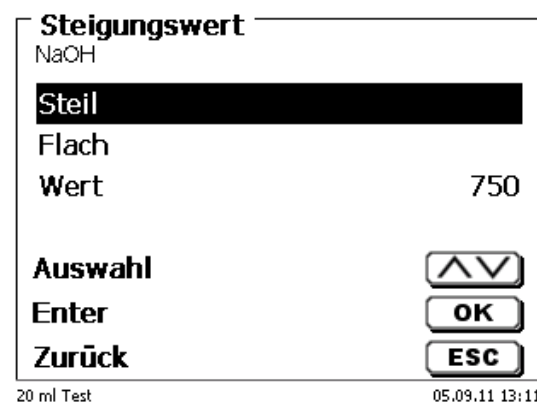 Steigungswert
NaOH
Steil
Flach
Wert 750
Auswahl
Enter OK
Zurück ESC
20 ml Test 05.09.11 13:11